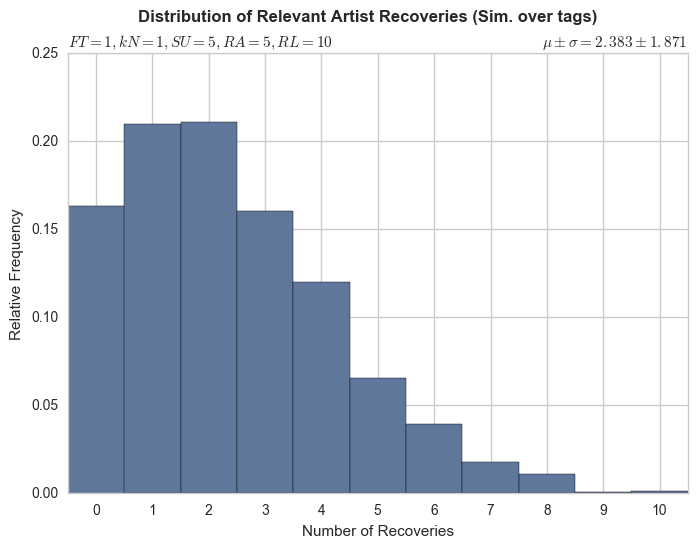 Distribution of Relevant Artist Recoveries (Sim. over tags)
FT = 1, kN = 1, SU = 5, RA = 5, RL = 10
μ ± σ = 2.383 ± 1.871
0.25
0.20
0.15
0.10
0.05
0.00
Relative Frequency
0 1 2 3 4 5 6 7 8 9 10
Number of Recoveries